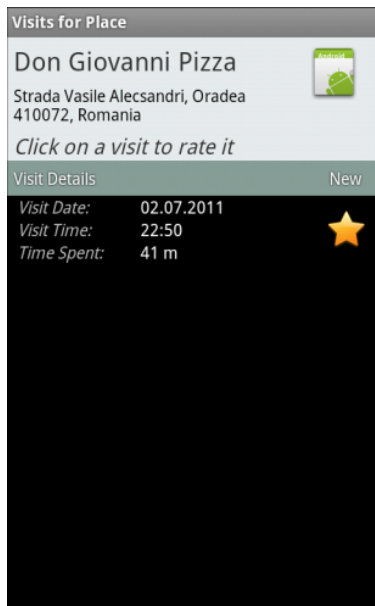 Visits for Place
Don Giovanni Pizza
Android
Strada Vasile Alecsandri, Oradea
410072, Romania
Click on a visit to rate it
Visit Details New
Visit Date: 02.07.2011
Visit Time: 22:50
Time Spent: 41 m